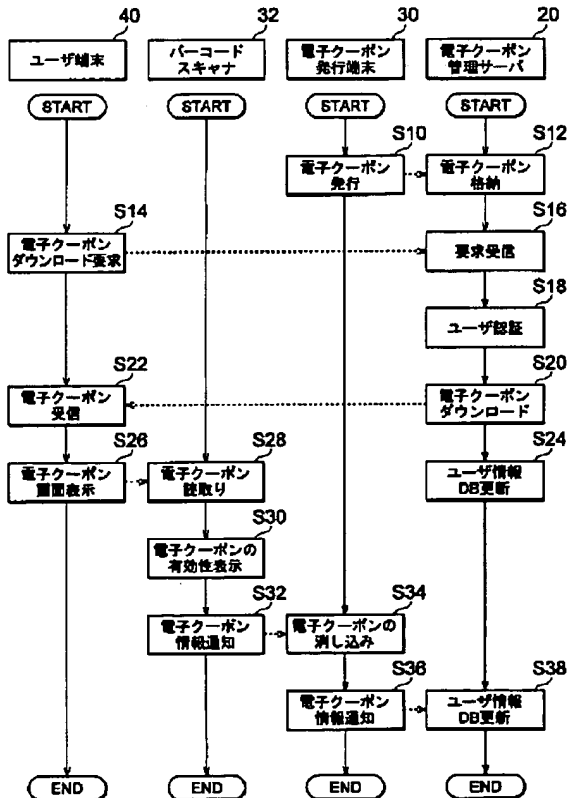 40
32
30
20
ユーザ端末
バーコード
スキャナ
電子クーポン
発行端末
電子クーポン
管理サーバ
START
START
START
START
S10
電子クーポン
発行
S12
電子クーポン
格納
S14
電子クーポン
ダウンロード要求
S16
要求受信
S18
ユーザ認証
S20
電子クーポン
ダウンロード
S22
電子クーポン
受信
S24
ユーザ情報
DB更新
S26
電子クーポン
画面表示
S28
電子クーポン
読取り
S30
電子クーポンの
有効性表示
S32
電子クーポン
情報通知
S34
電子クーポンの
消し込み
S36
電子クーポン
情報通知
S38
ユーザ情報
DB更新
END
END
END
END